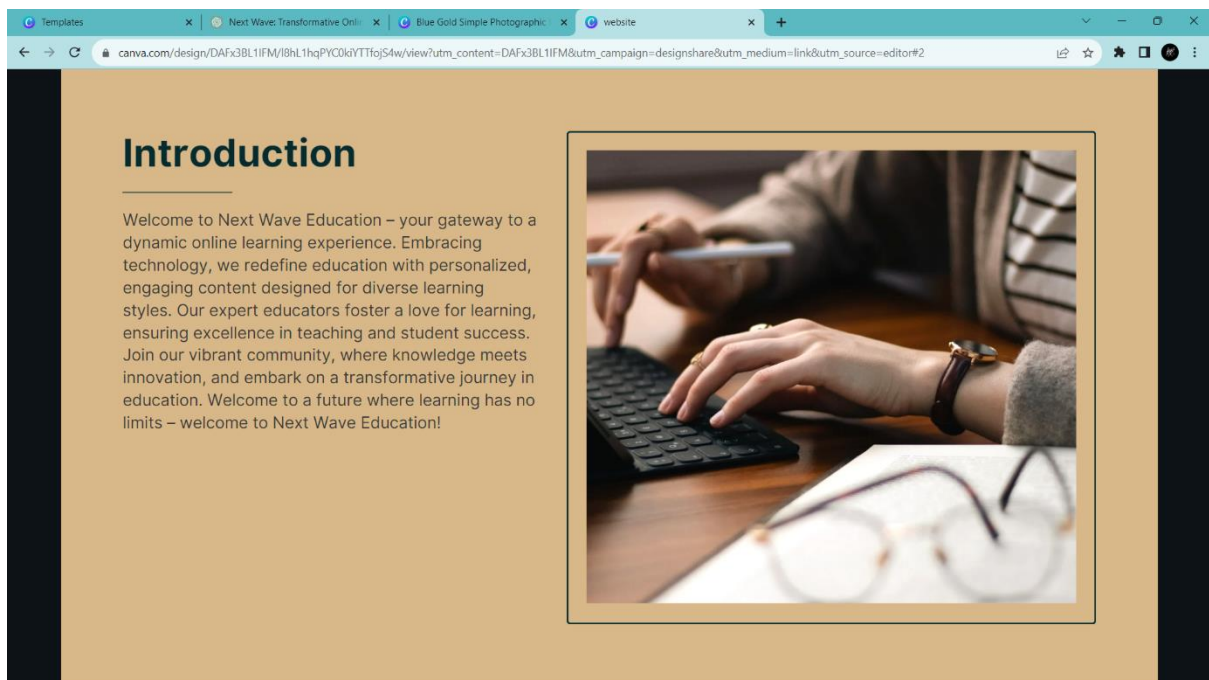 Templates
Next Wave: Transformative Onli
Blue Gold Simple Photographic
website
canva.com/design/DAFx3BL1IFM/l8hL1hqPYC0kiYTTfojS4w/view?utm_content=DAFx3BL1IFM&utm_campaign=designshare&utm_medium=link&utm_source=editor#2
Introduction
Welcome to Next Wave Education – your gateway to a
dynamic online learning experience. Embracing
technology, we redefine education with personalized,
engaging content designed for diverse learning
styles. Our expert educators foster a love for learning,
ensuring excellence in teaching and student success.
Join our vibrant community, where knowledge meets
innovation, and embark on a transformative journey in
education. Welcome to a future where learning has no
limits – welcome to Next Wave Education!